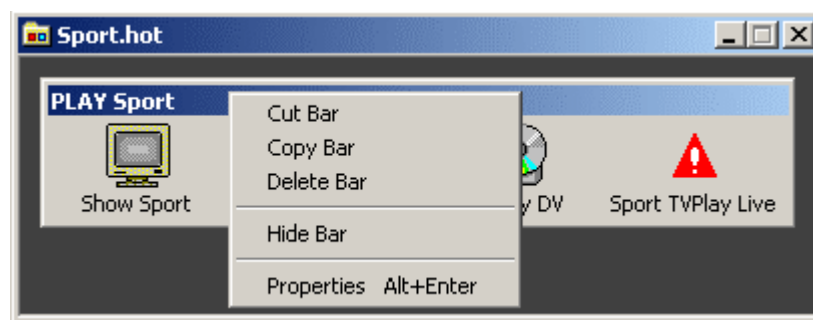 Sport.hot
PLAY Sport
Cut Bar
Copy Bar
Delete Bar
Hide Bar
Properties Alt+Enter
Show Sport
DV
Sport TVPlay Live